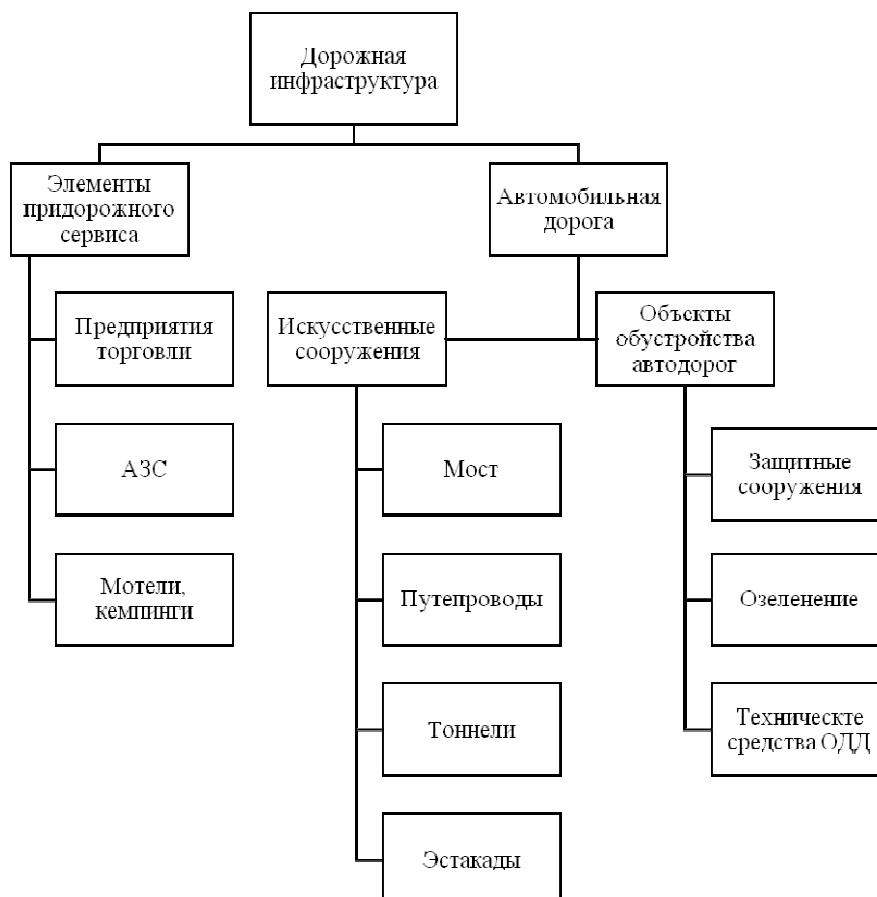 Дорожная
инфраструктура
Элементы
придорожного
сервиса
Автомобильная
дорога
Предприятия
торговли
АЗС
Мотели,
кемпинги
Искусственные
сооружения
Объекты
обустройства
автодорог
Мост
Путепроводы
Тоннели
Эстакады
Защитные
сооружения
Озеленение
Техническте
средства ОДД